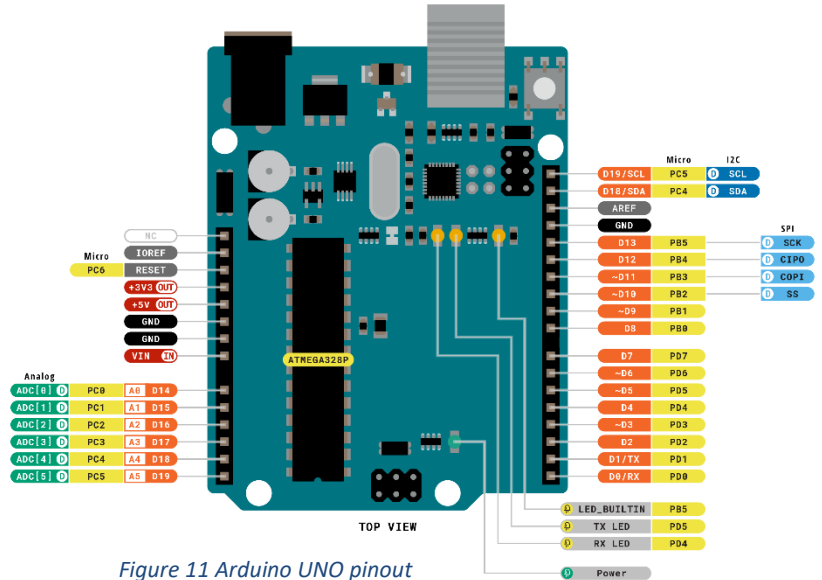 Micro I2C
D19/SCL PC5 D SCL
D18/SDA PC4 D SDA
AREF
GND
SPI
D13 PB5 D SCK
D12 PB4 D CIPO
~D11 PB3 D COPI
~D10 PB2 D SS
~D9 PB1
D8 PB0
D7 PD7
~D6 PD6
~D5 PD5
D4 PD4
~D3 PD3
D2 PD2
D1/TX PD1
D0/RX PD0
NC
IOREF
Micro
PC6 RESET
+3V3 OUT
+5V OUT
GND
GND
VIN IN
Analog
ADC[0] D PC0 A0 D14
ADC[1] D PC1 A1 D15
ADC[2] D PC2 A2 D16
ADC[3] D PC3 A3 D17
ADC[4] D PC4 A4 D18
ADC[5] D PC5 A5 D19
ATMEGA328P
TOP VIEW
D LED_BUILTIN PB5
D TX LED PD5
D RX LED PD4
D Power
Figure 11 Arduino UNO pinout